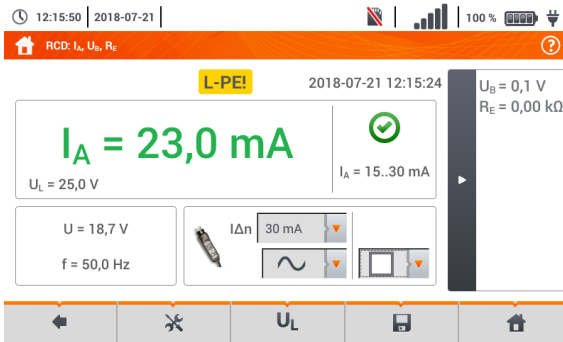 12:15:50 2018-07-21 100 %
RCD: IA, UB, RE
L-PE! 2018-07-21 12:15:24
IA = 23,0 mA
UL = 25,0 V
IA = 15..30 mA
UB = 0,1 V
RE = 0,00 kΩ
U = 18,7 V
f = 50,0 Hz
IΔn 30 mA
UL